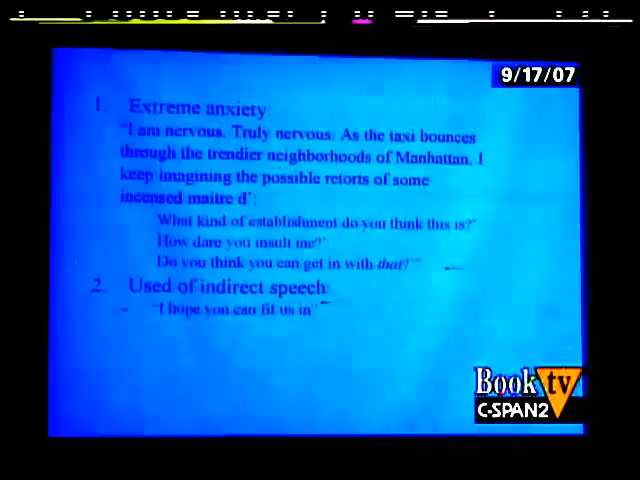 9/17/07
1. Extreme anxiety:
"I am nervous. Truly nervous. As the taxi bounces
through the trendier neighborhoods of Manhattan, I
keep imagining the possible retorts of some
incensed maitre d':
What kind of establishment do you think this is?'
How dare you insult me?'
Do you think you can get in with that?'"
2. Used of indirect speech:
– "I hope you can fit us in"
Book tv
C-SPAN2